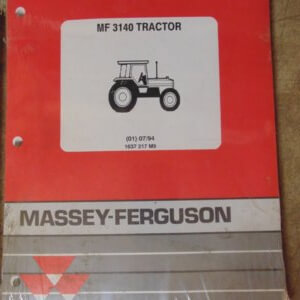 MF 3140 TRACTOR
(01) 07/94
1637 217 M3
MASSEY-FERGUSON